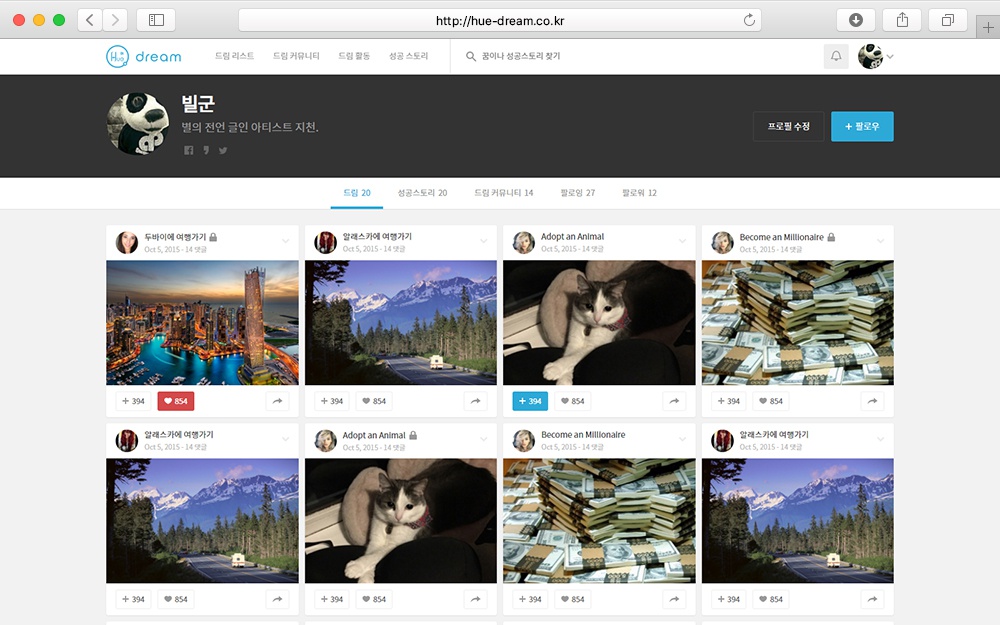 http://hue-dream.co.kr
Hue dream 드림 리스트 드림 커뮤니티 드림 활동 성공 스토리 꿈이나 성공스토리 찾기
빌군
별의 전언 글인 아티스트 지천.
프로필 수정 + 팔로우
드림 20 성공스토리 20 드림 커뮤니티 14 팔로잉 27 팔로워 12
두바이에 여행가기
Oct 5, 2015 - 14 댓글
+ 394 854
알래스카에 여행가기
Oct 5, 2015 - 14 댓글
+ 394 854
Adopt an Animal
Oct 5, 2015 - 14 댓글
+ 394 854
Become an Millionaire
Oct 5, 2015 - 14 댓글
+ 394 854
알래스카에 여행가기
Oct 5, 2015 - 14 댓글
+ 394 854
Adopt an Animal
Oct 5, 2015 - 14 댓글
+ 394 854
Become an Millionaire
Oct 5, 2015 - 14 댓글
+ 394 854
알래스카에 여행가기
Oct 5, 2015 - 14 댓글
+ 394 854